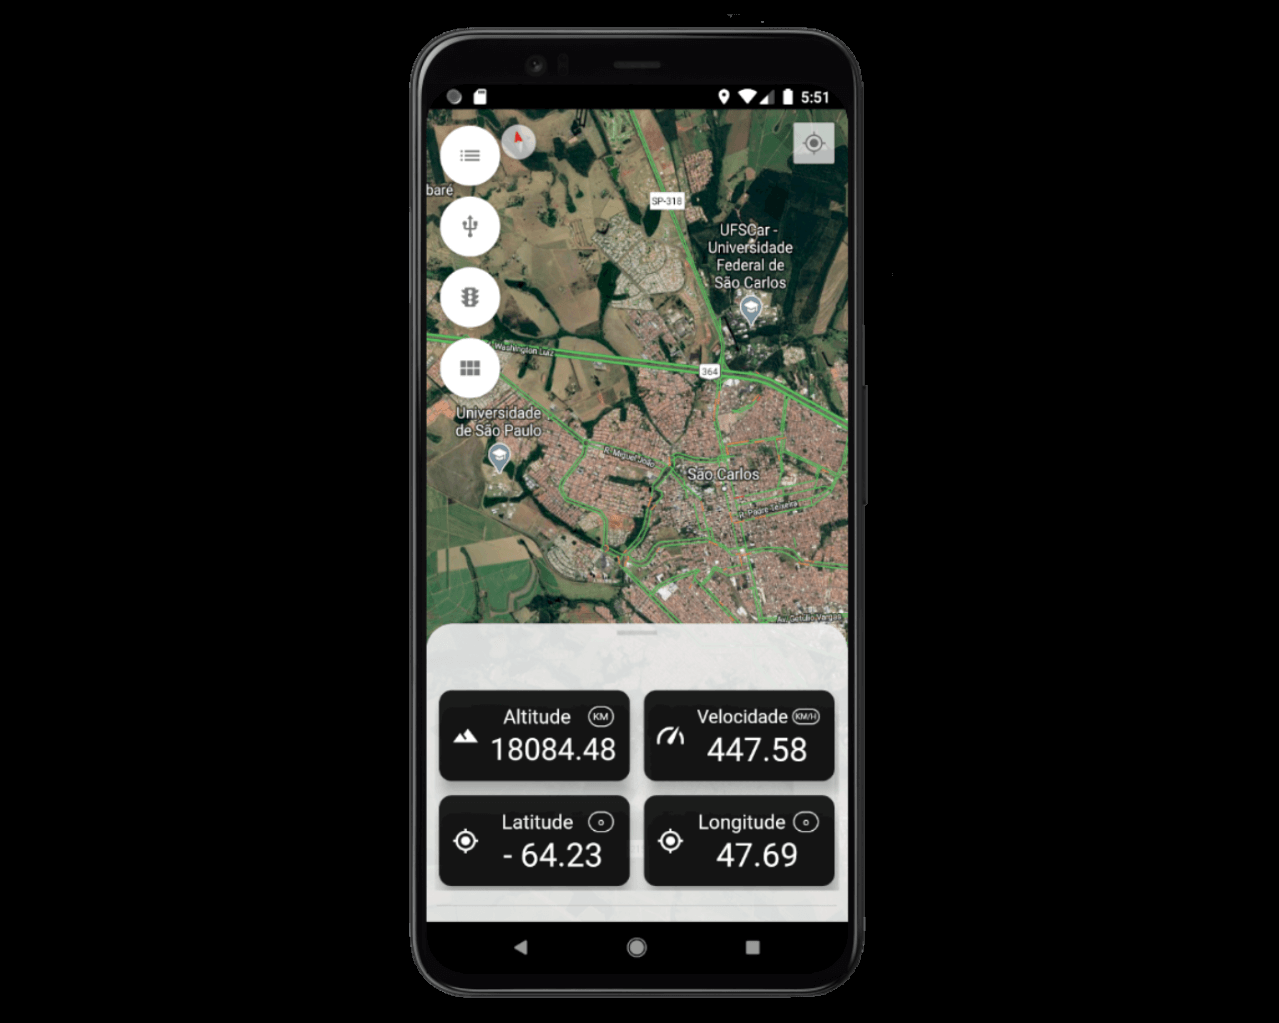 5:51
baré
SP-318
UFSCar -
Universidade
Federal de
São Carlos
Washington Luiz
364
Universidade
de São Paulo
R. Miguel João
São Carlos
R. Padre Teixeira
Av. Getúlio Vargas
Altitude KM
18084.48
Velocidade KM/H
447.58
Latitude °
- 64.23
Longitude °
47.69